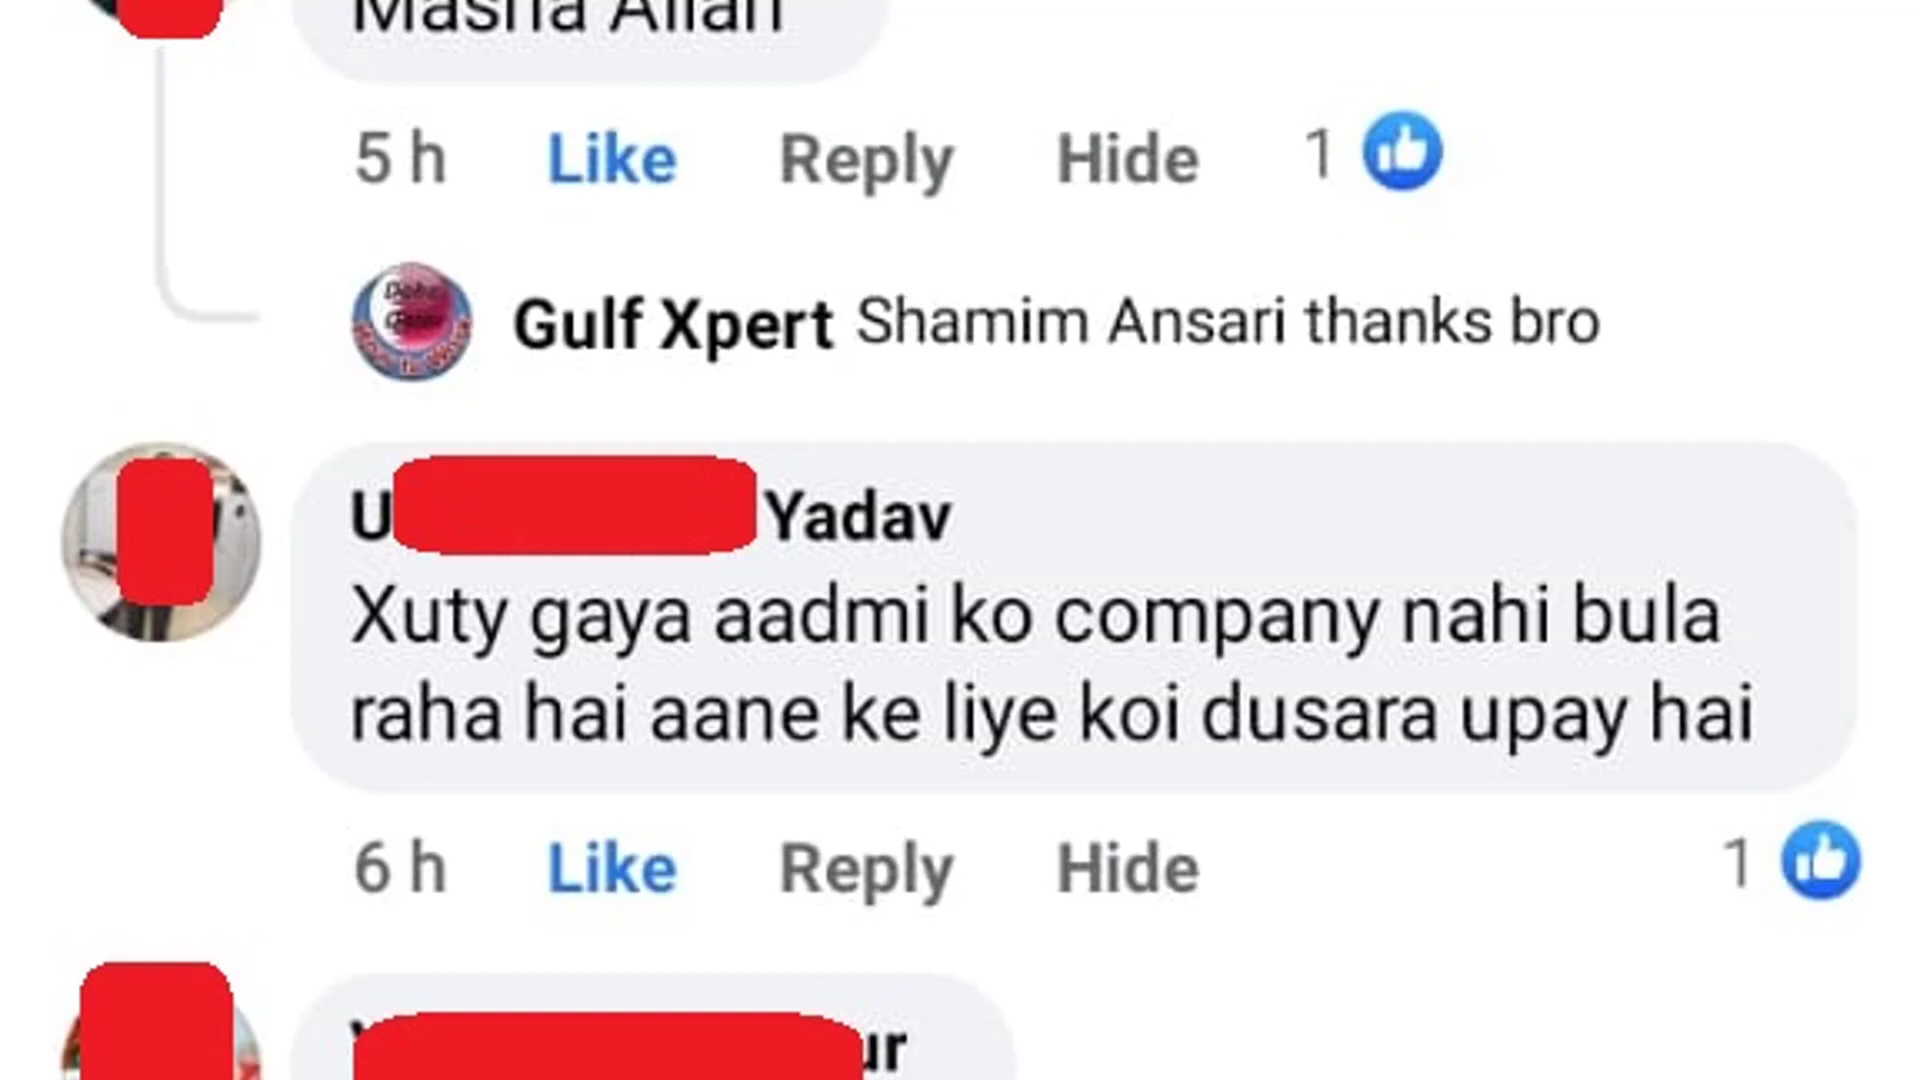 Masha Allah
5 h Like Reply Hide 1
Gulf Xpert Shamim Ansari thanks bro
U Yadav
Xuty gaya aadmi ko company nahi bula
raha hai aane ke liye koi dusara upay hai
6 h Like Reply Hide 1
ur